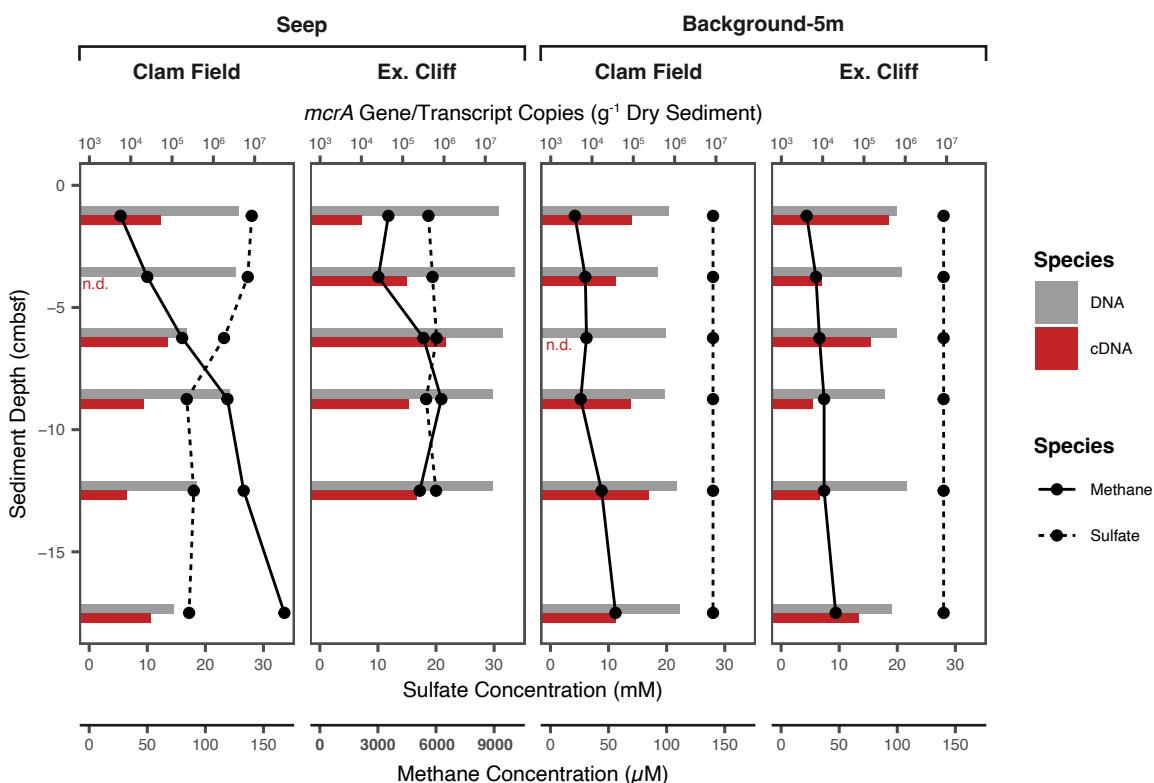 Seep Background-5m
Clam Field Ex. Cliff Clam Field Ex. Cliff
mcrA Gene/Transcript Copies (g⁻¹ Dry Sediment)
10³ 10⁴ 10⁵ 10⁶ 10⁷ 10³ 10⁴ 10⁵ 10⁶ 10⁷ 10³ 10⁴ 10⁵ 10⁶ 10⁷ 10³ 10⁴ 10⁵ 10⁶ 10⁷
Sediment Depth (cmbsf)
0
−5
−10
−15
n.d.
n.d.
0 10 20 30 0 10 20 30 0 10 20 30 0 10 20 30
Sulfate Concentration (mM)
0 50 100 150 0 3000 6000 9000 0 50 100 150 0 50 100 150
Methane Concentration (µM)
Species
DNA
cDNA
Species
Methane
Sulfate